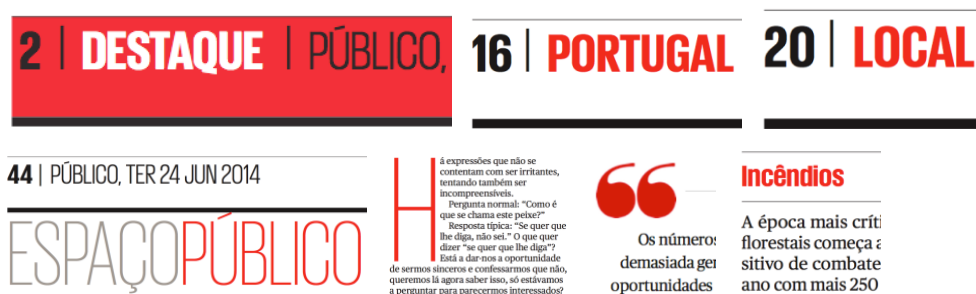 2 | DESTAQUE | PÚBLICO,
16 | PORTUGAL
20 | LOCAL
44 | PÚBLICO, TER 24 JUN 2014
ESPAÇOPÚBLICO
Há expressões que não se
contentam com ser irritantes,
tentando também ser
incompreensíveis.
Pergunta normal: “Como é
que se chama este peixe?”
Resposta típica: “Se quer que
lhe diga, não sei.” O que quer
dizer “se quer que lhe diga”?
Está a dar-nos a oportunidade
de sermos sinceros e confessarmos que não,
queremos lá agora saber isso, só estávamos
a perguntar para parecermos interessados?
“
Os números
demasiada ger
oportunidades
Incêndios
A época mais críti
florestais começa a
sitivo de combate
ano com mais 250